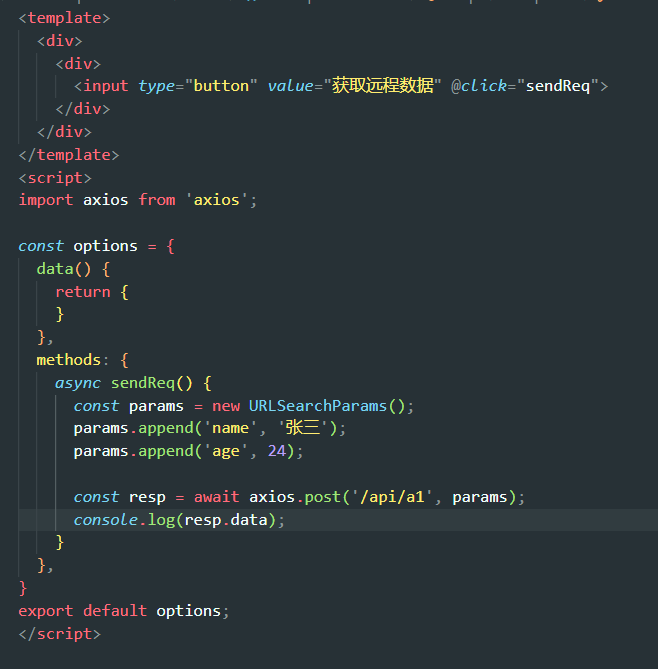 <template>
<div>
<div>
<input type="button" value="获取远程数据" @click="sendReq">
</div>
</div>
</template>
<script>
import axios from 'axios';
const options = {
data() {
return {
}
},
methods: {
async sendReq() {
const params = new URLSearchParams();
params.append('name', '张三');
params.append('age', 24);
const resp = await axios.post('/api/a1', params);
console.log(resp.data);
}
},
}
export default options;
</script>